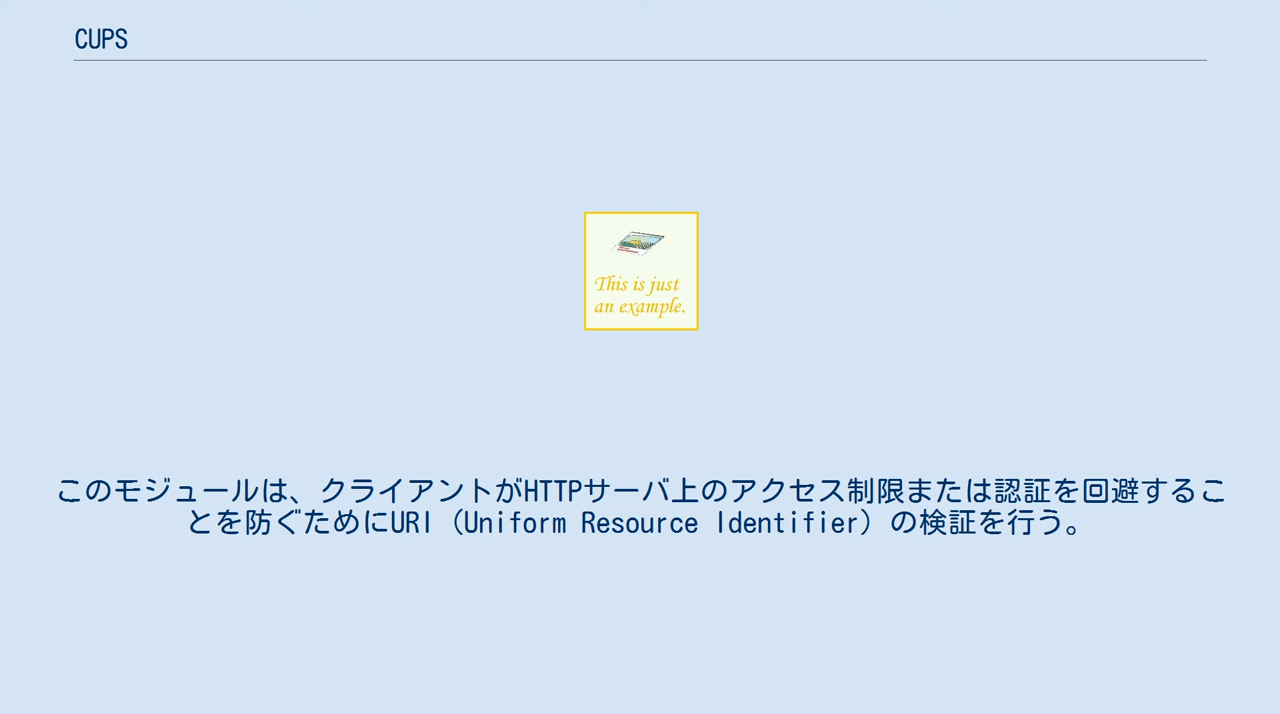 CUPS
This is just
an example.
このモジュールは、クライアントがHTTPサーバ上のアクセス制限または認証を回避するこ
とを防ぐためにURI（Uniform Resource Identifier）の検証を行う。